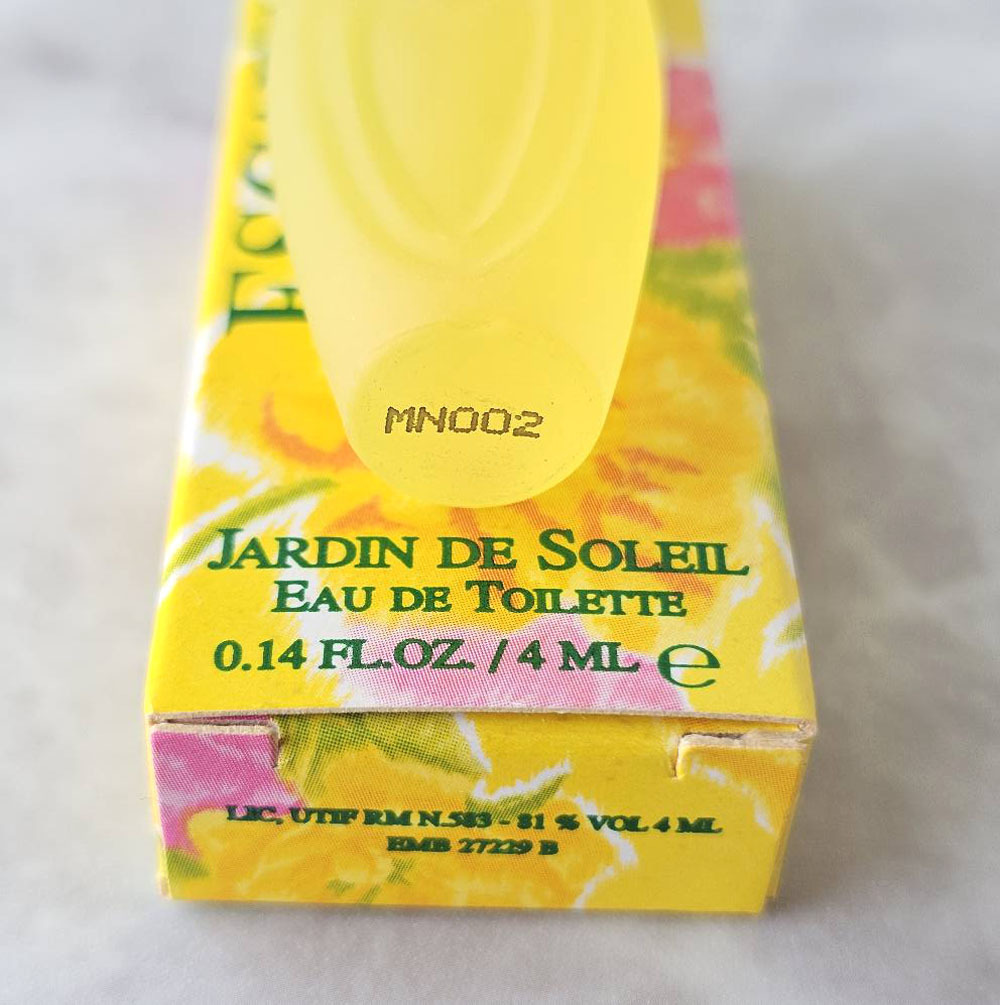 MN002
JARDIN DE SOLEIL
EAU DE TOILETTE
0.14 FL.OZ. / 4 ML ℮
LIC, UTIF RM N.583 - 81 % VOL 4 ML
EMB 27229 B